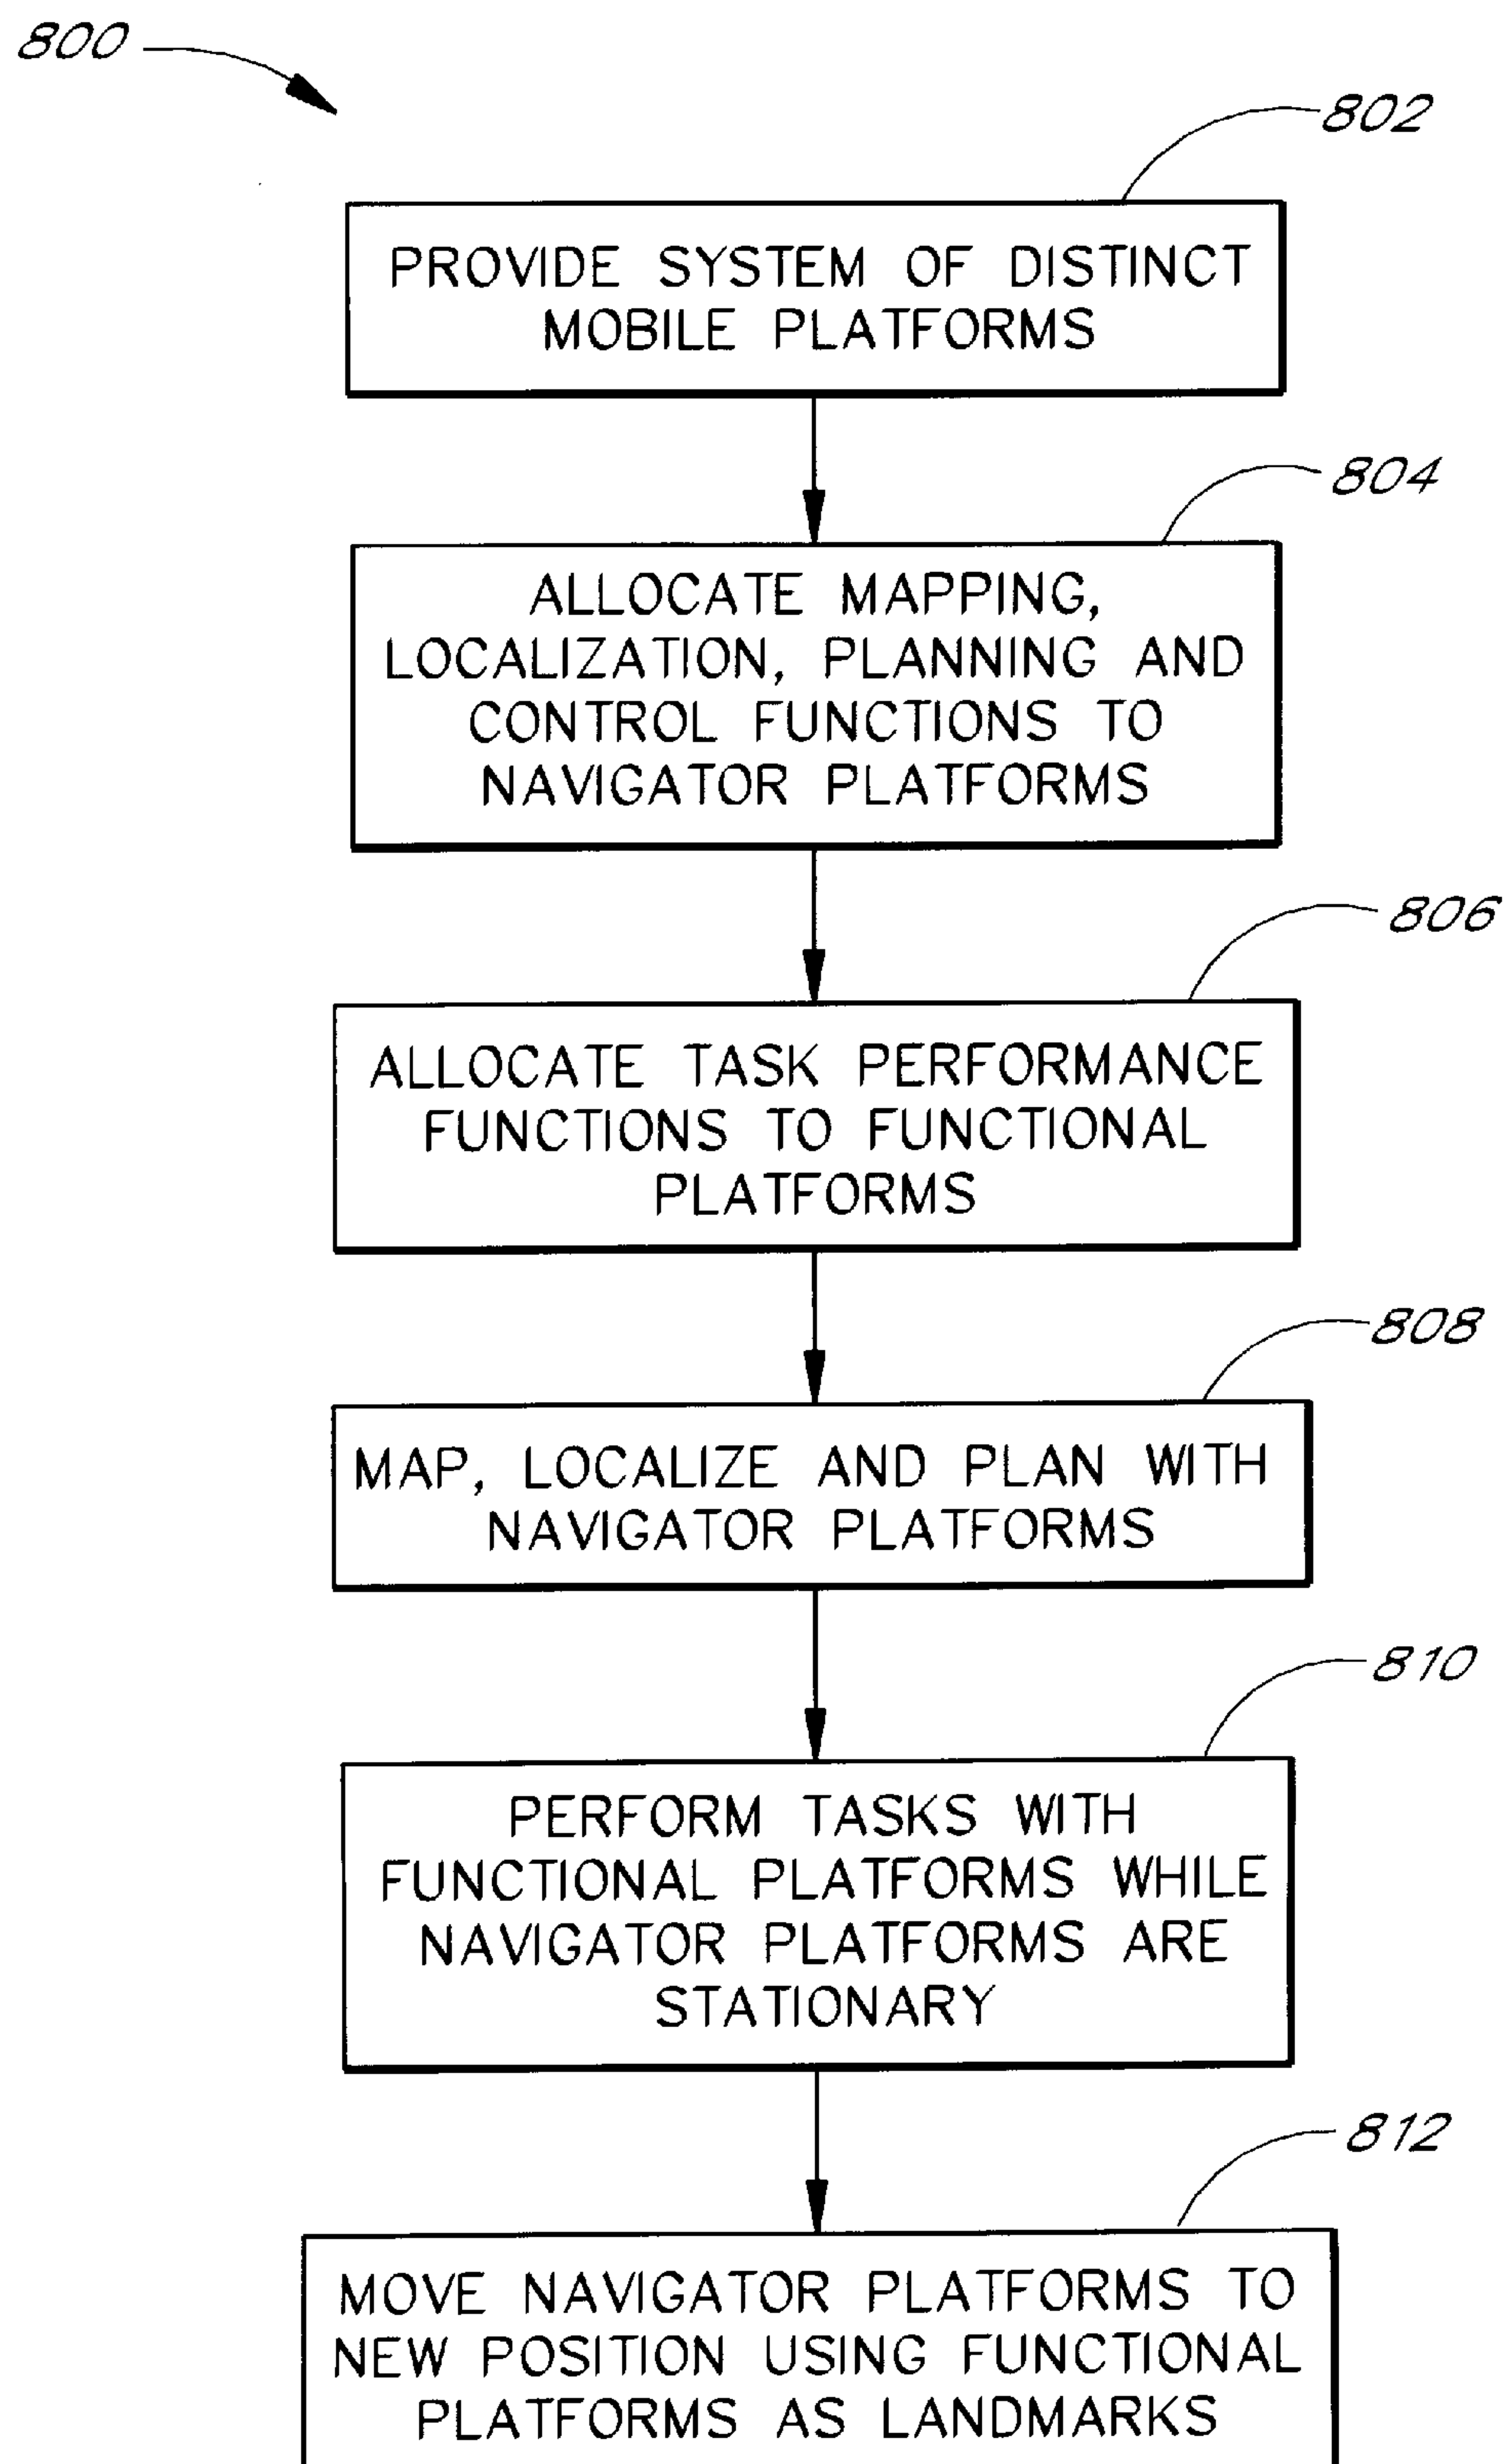 800
802
PROVIDE SYSTEM OF DISTINCT
MOBILE PLATFORMS
804
ALLOCATE MAPPING,
LOCALIZATION, PLANNING AND
CONTROL FUNCTIONS TO
NAVIGATOR PLATFORMS
806
ALLOCATE TASK PERFORMANCE
FUNCTIONS TO FUNCTIONAL
PLATFORMS
808
MAP, LOCALIZE AND PLAN WITH
NAVIGATOR PLATFORMS
810
PERFORM TASKS WITH
FUNCTIONAL PLATFORMS WHILE
NAVIGATOR PLATFORMS ARE
STATIONARY
812
MOVE NAVIGATOR PLATFORMS TO
NEW POSITION USING FUNCTIONAL
PLATFORMS AS LANDMARKS